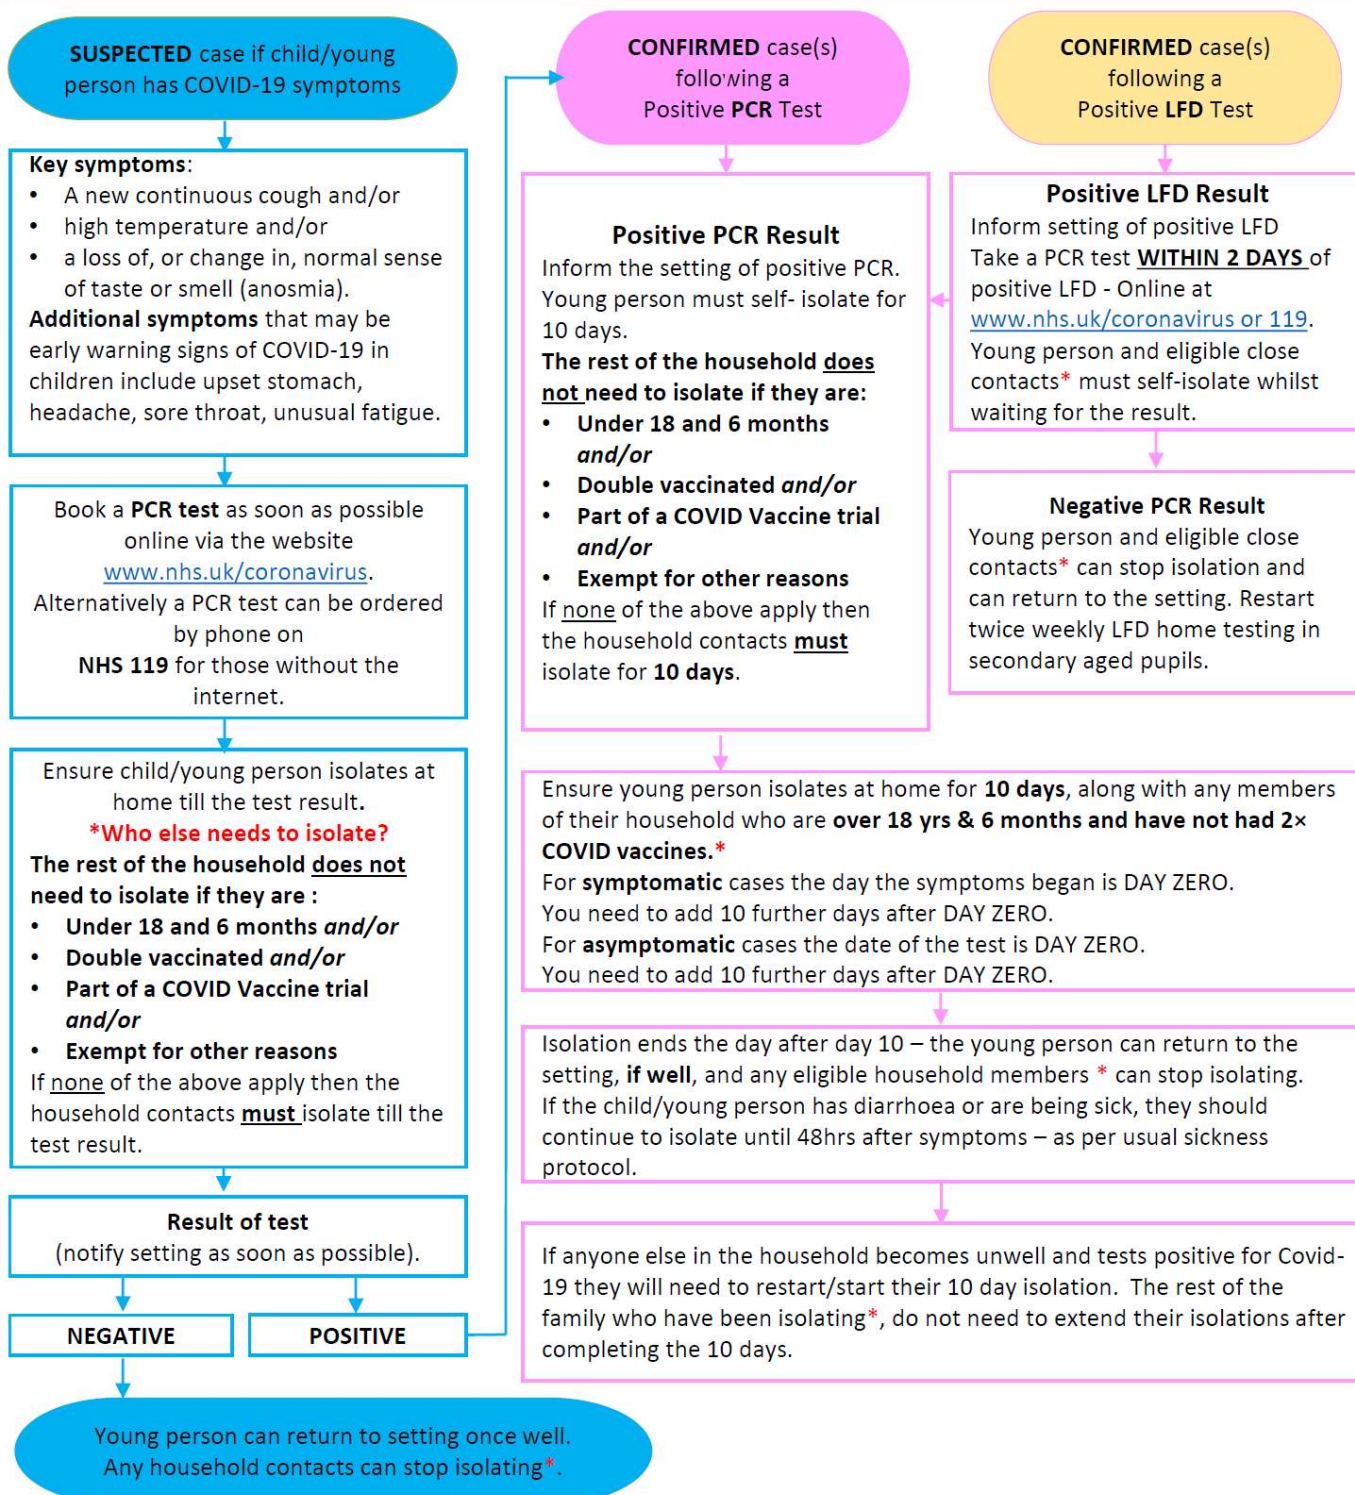 SUSPECTED case if child/young
person has COVID-19 symptoms
Key symptoms:
• A new continuous cough and/or
• high temperature and/or
• a loss of, or change in, normal sense
of taste or smell (anosmia).
Additional symptoms that may be
early warning signs of COVID-19 in
children include upset stomach,
headache, sore throat, unusual fatigue.
Book a PCR test as soon as possible
online via the website
www.nhs.uk/coronavirus.
Alternatively a PCR test can be ordered
by phone on
NHS 119 for those without the
internet.
Ensure child/young person isolates at
home till the test result.
*Who else needs to isolate?
The rest of the household does not
need to isolate if they are :
• Under 18 and 6 months and/or
• Double vaccinated and/or
• Part of a COVID Vaccine trial
and/or
• Exempt for other reasons
If none of the above apply then the
household contacts must isolate till the
test result.
Result of test
(notify setting as soon as possible).
NEGATIVE
POSITIVE
Young person can return to setting once well.
Any household contacts can stop isolating*.
CONFIRMED case(s)
following a
Positive PCR Test
Positive PCR Result
Inform the setting of positive PCR.
Young person must self- isolate for
10 days.
The rest of the household does
not need to isolate if they are:
• Under 18 and 6 months
and/or
• Double vaccinated and/or
• Part of a COVID Vaccine trial
and/or
• Exempt for other reasons
If none of the above apply then
the household contacts must
isolate for 10 days.
CONFIRMED case(s)
following a
Positive LFD Test
Positive LFD Result
Inform setting of positive LFD
Take a PCR test WITHIN 2 DAYS of
positive LFD - Online at
www.nhs.uk/coronavirus or 119.
Young person and eligible close
contacts* must self-isolate whilst
waiting for the result.
Negative PCR Result
Young person and eligible close
contacts* can stop isolation and
can return to the setting. Restart
twice weekly LFD home testing in
secondary aged pupils.
Ensure young person isolates at home for 10 days, along with any members
of their household who are over 18 yrs & 6 months and have not had 2×
COVID vaccines.*
For symptomatic cases the day the symptoms began is DAY ZERO.
You need to add 10 further days after DAY ZERO.
For asymptomatic cases the date of the test is DAY ZERO.
You need to add 10 further days after DAY ZERO.
Isolation ends the day after day 10 – the young person can return to the
setting, if well, and any eligible household members * can stop isolating.
If the child/young person has diarrhoea or are being sick, they should
continue to isolate until 48hrs after symptoms – as per usual sickness
protocol.
If anyone else in the household becomes unwell and tests positive for Covid-
19 they will need to restart/start their 10 day isolation. The rest of the
family who have been isolating*, do not need to extend their isolations after
completing the 10 days.